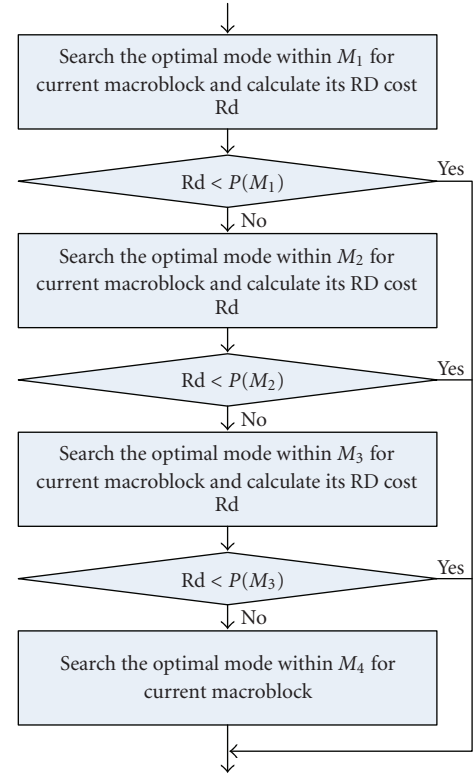 Search the optimal mode within M₁ for
current macroblock and calculate its RD cost
Rd
Yes
Rd < P(M₁)
No
Search the optimal mode within M₂ for
current macroblock and calculate its RD cost
Rd
Yes
Rd < P(M₂)
No
Search the optimal mode within M₃ for
current macroblock and calculate its RD cost
Rd
Yes
Rd < P(M₃)
No
Search the optimal mode within M₄ for
current macroblock